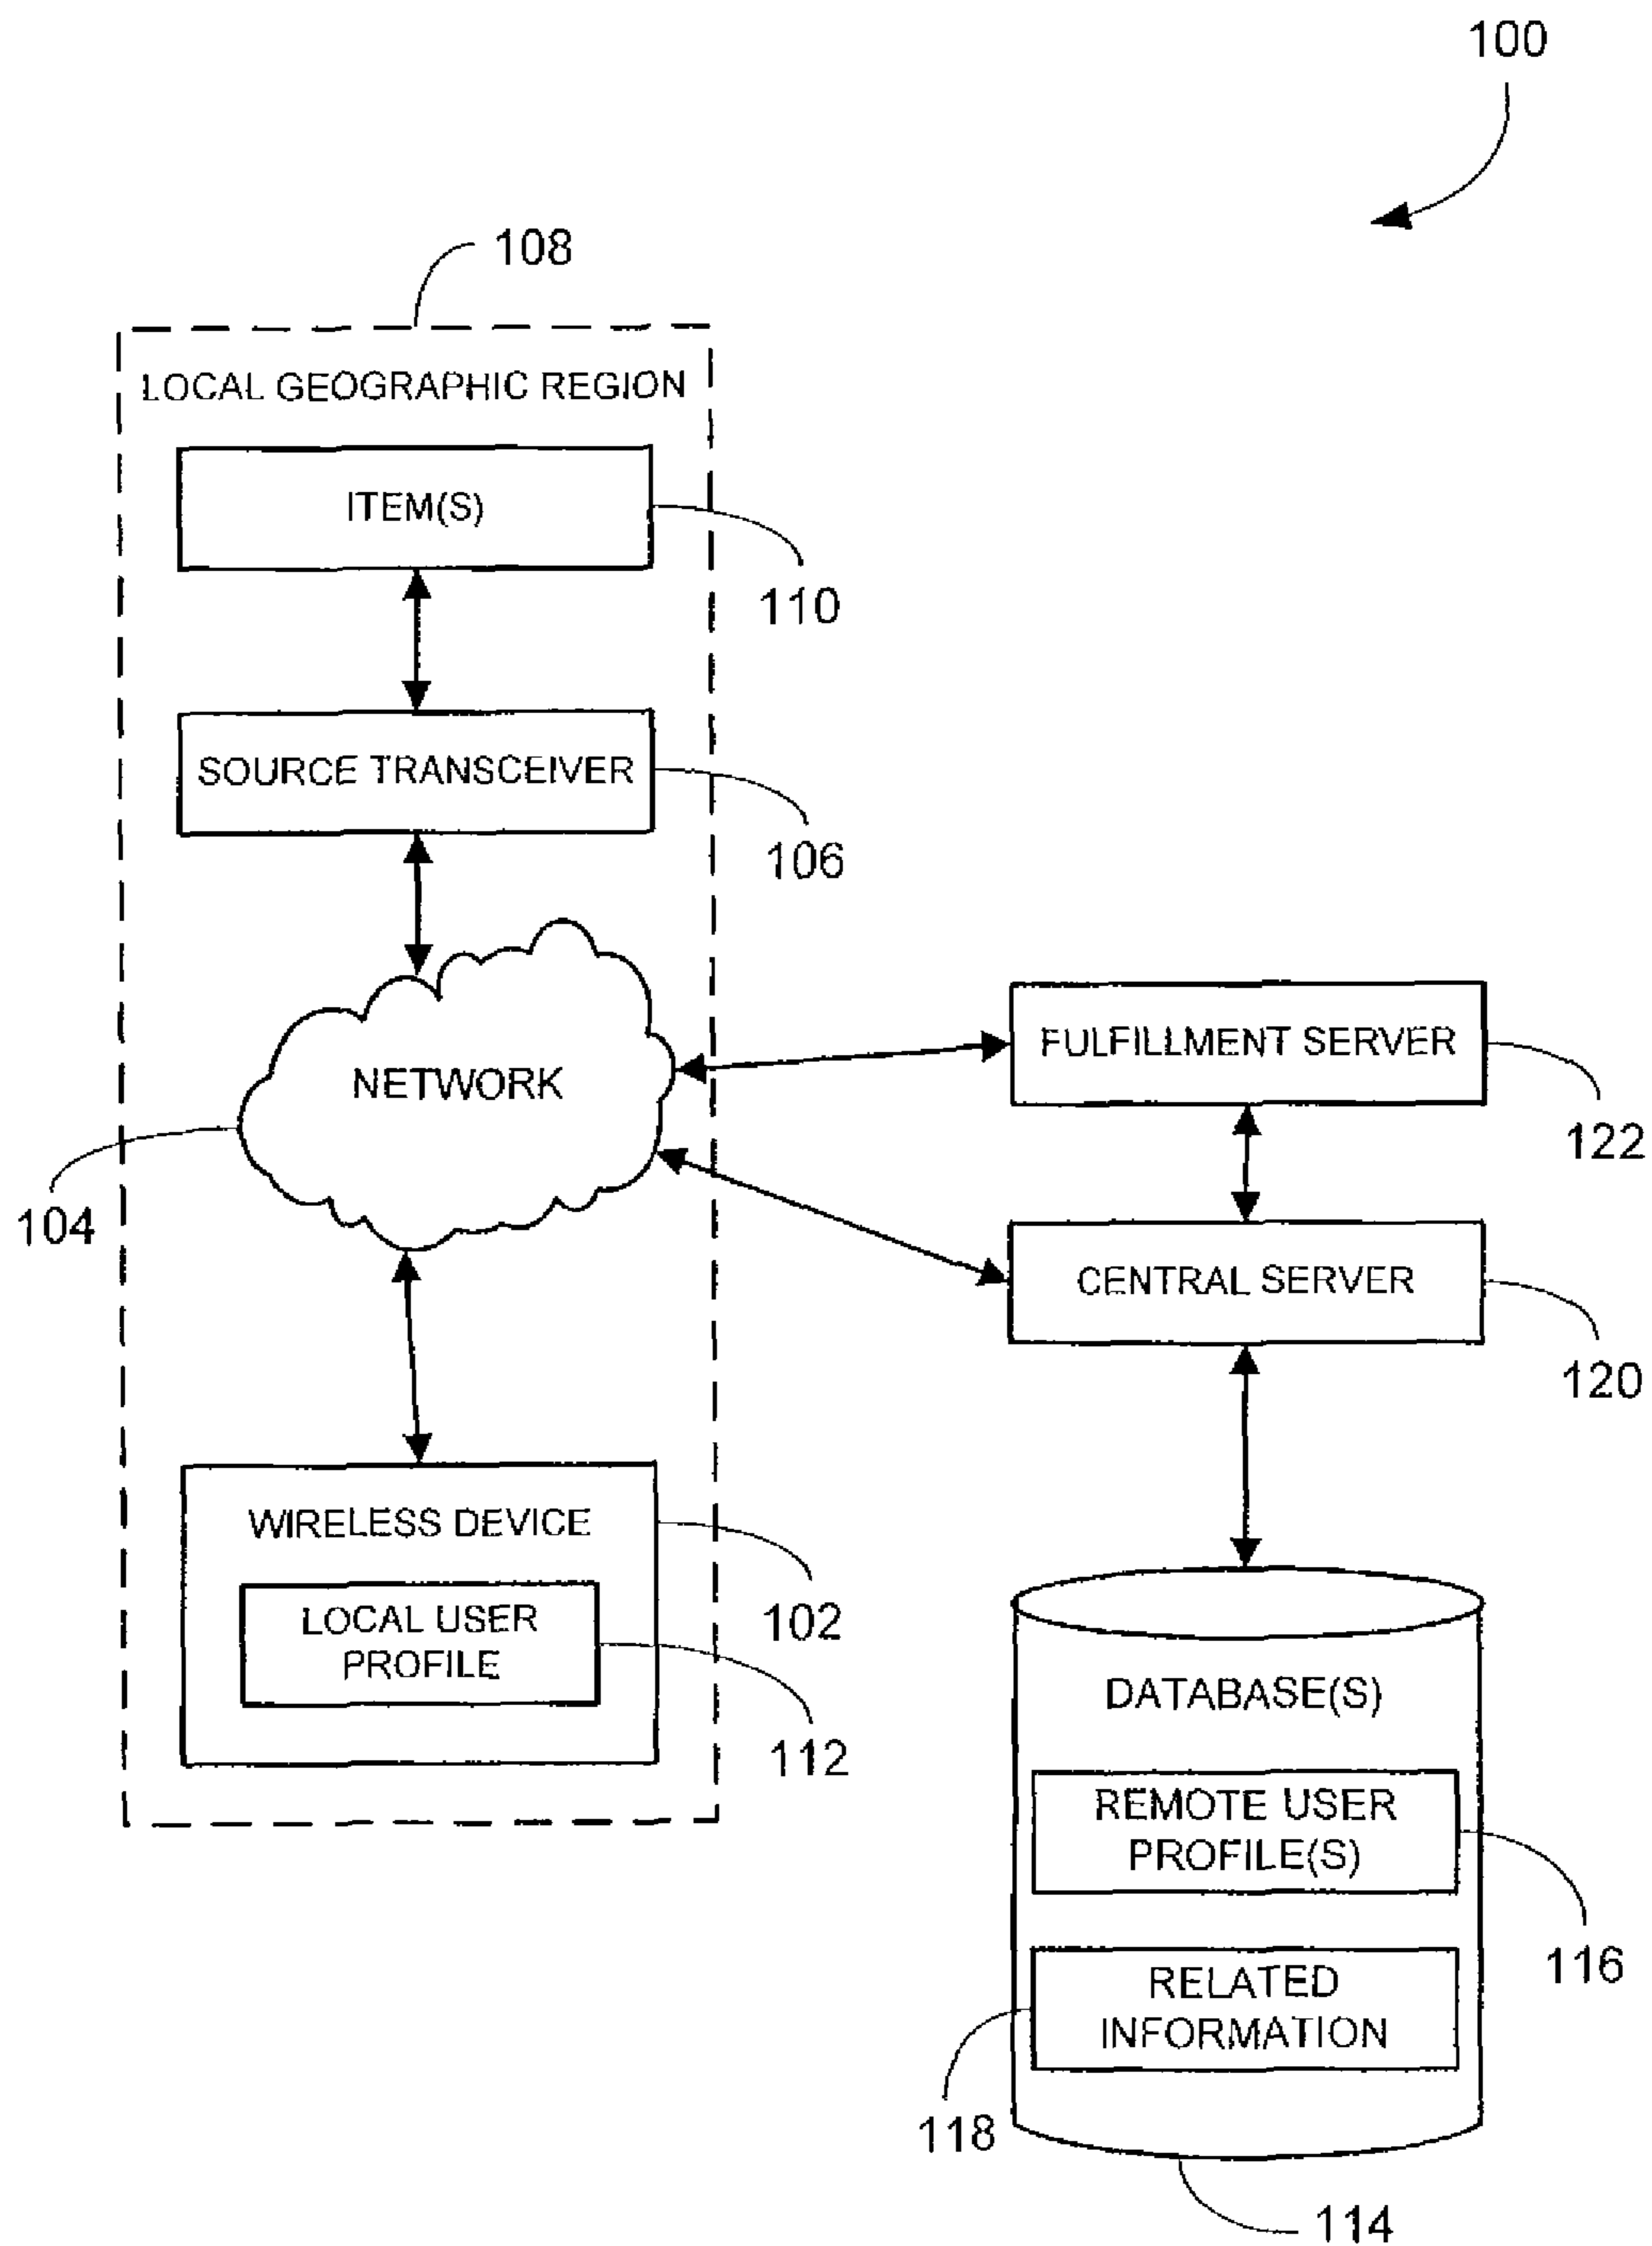 100
108
LOCAL GEOGRAPHIC REGION
ITEM(S)
110
SOURCE TRANSCEIVER
106
NETWORK
104
FULFILLMENT SERVER
122
CENTRAL SERVER
120
WIRELESS DEVICE
102
LOCAL USER
PROFILE
112
DATABASE(S)
REMOTE USER
PROFILE(S)
116
RELATED
INFORMATION
118
114